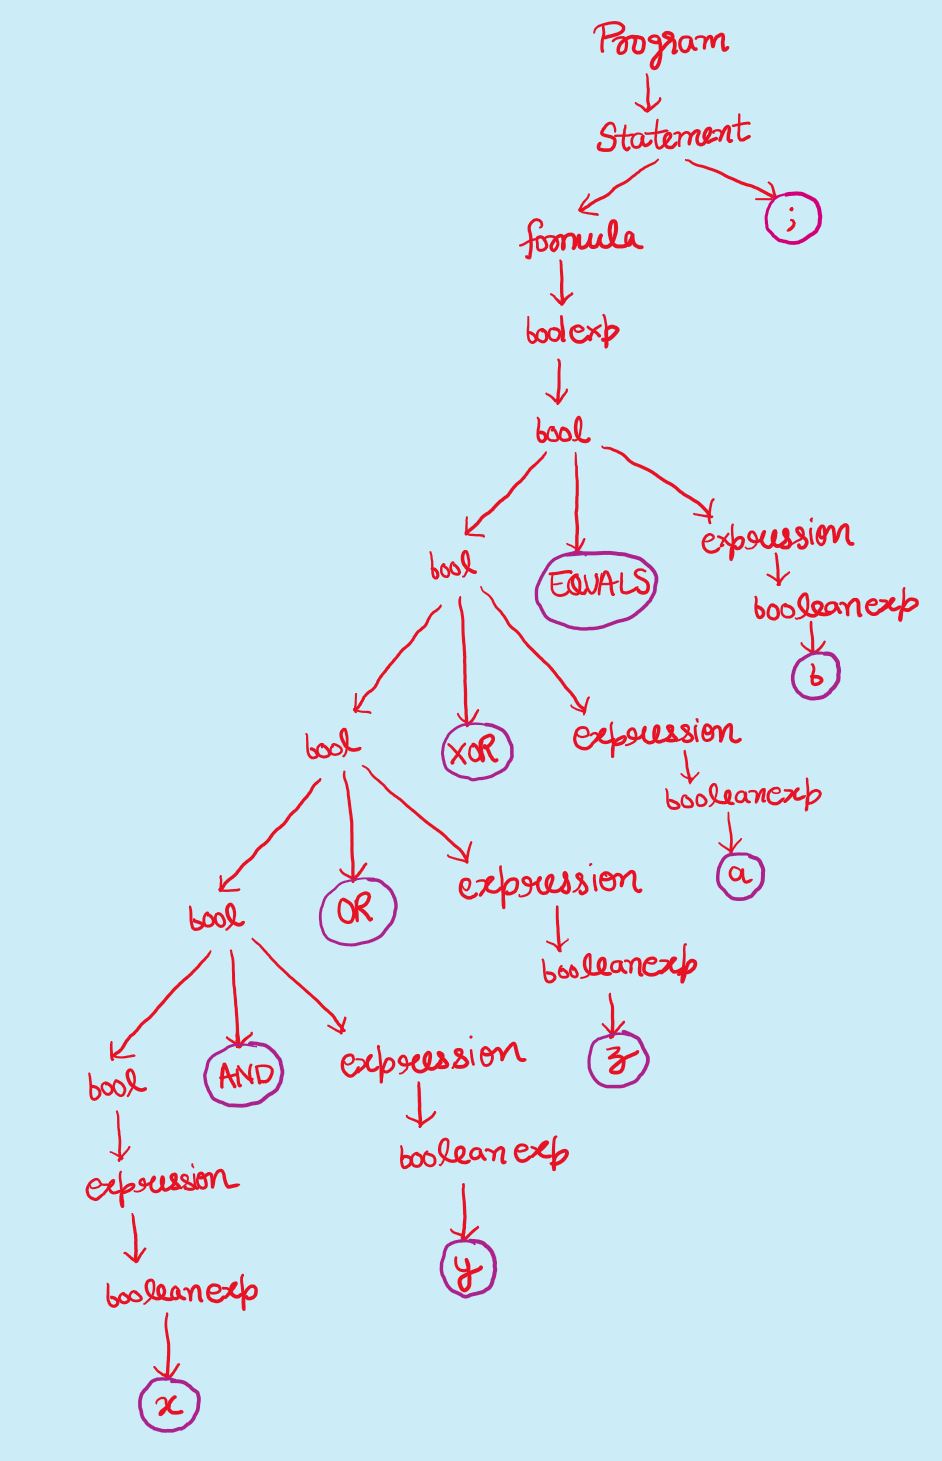 Program
Statement
formula
;
boolexp
bool
bool
EQUALS
expression
booleanexp
b
bool
XOR
expression
booleanexp
a
bool
OR
expression
booleanexp
z
bool
AND
expression
booleanexp
y
expression
booleanexp
x